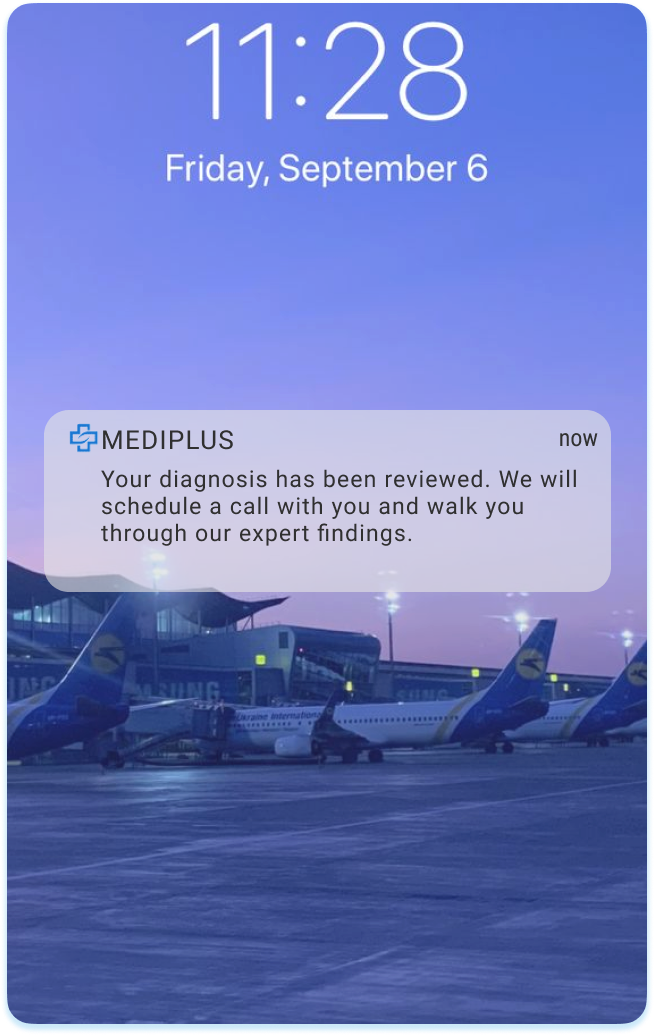 11:28
Friday, September 6
MEDIPLUS
now
Your diagnosis has been reviewed. We will
schedule a call with you and walk you
through our expert findings.
SUNG
Ukraine International